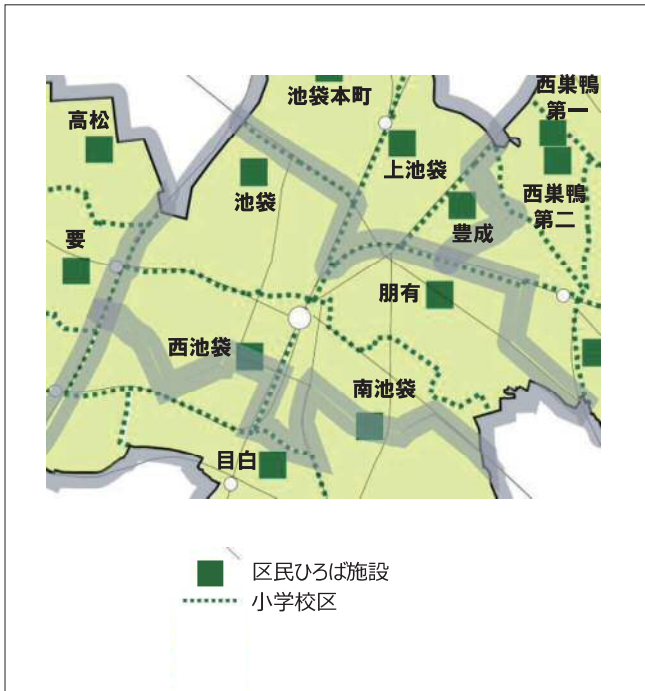 池袋本町
西巣鴨
第一
高松
上池袋
池袋
西巣鴨
第二
豊成
要
朋有
西池袋
南池袋
目白
区民ひろば施設
小学校区